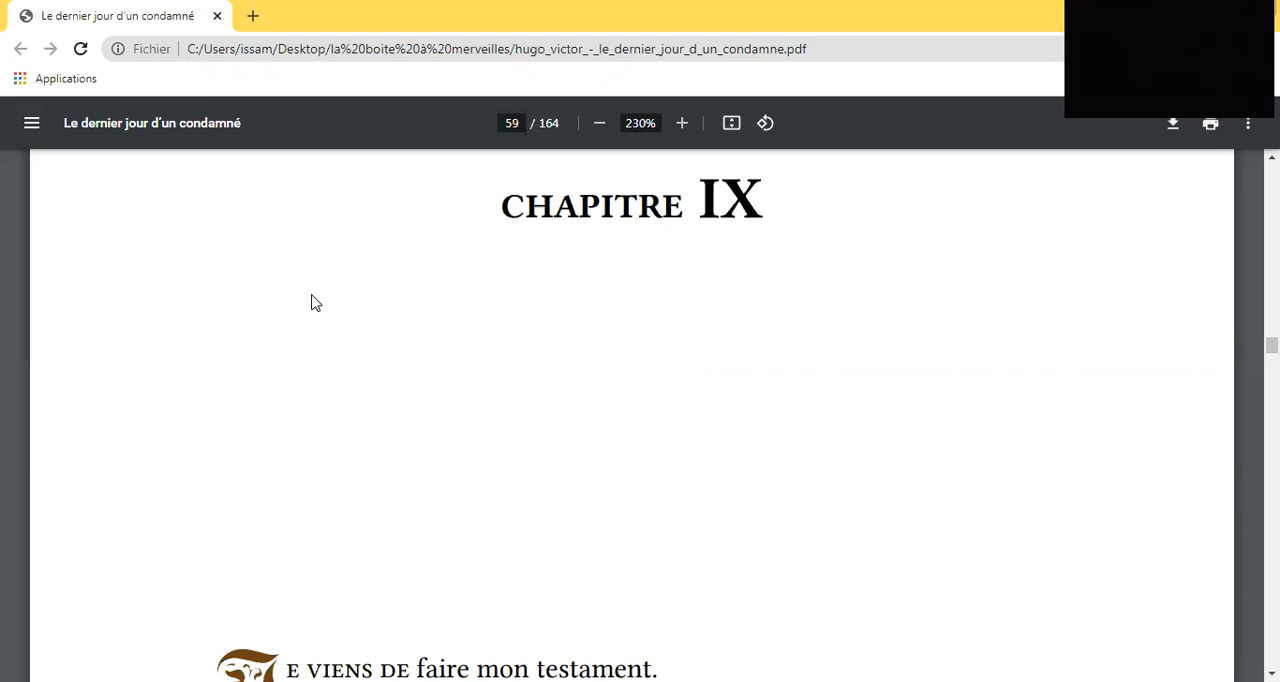 Le dernier jour d'un condamné
Fichier C:/Users/issam/Desktop/la%20boite%20à%20merveilles/hugo_victor_-_le_dernier_jour_d_un_condamne.pdf
Applications
Le dernier jour d'un condamné 59 / 164 230%
CHAPITRE IX
JE VIENS DE faire mon testament.